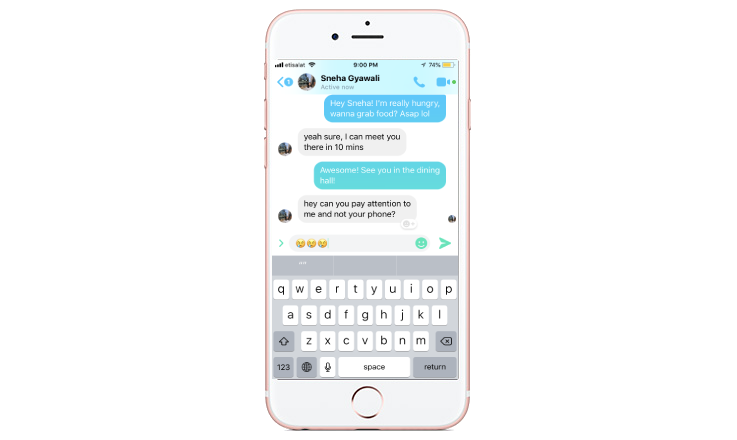 etisalat 9:00 PM 74%
1 Sneha Gyawali
Active now
Hey Sneha! I'm really hungry,
wanna grab food? Asap lol
yeah sure, I can meet you
there in 10 mins
Awesome! See you in the dining
hall!
hey can you pay attention to
me and not your phone?
😢😢😢
q w e r t y u i o p
a s d f g h j k l
z x c v b n m
123 space return